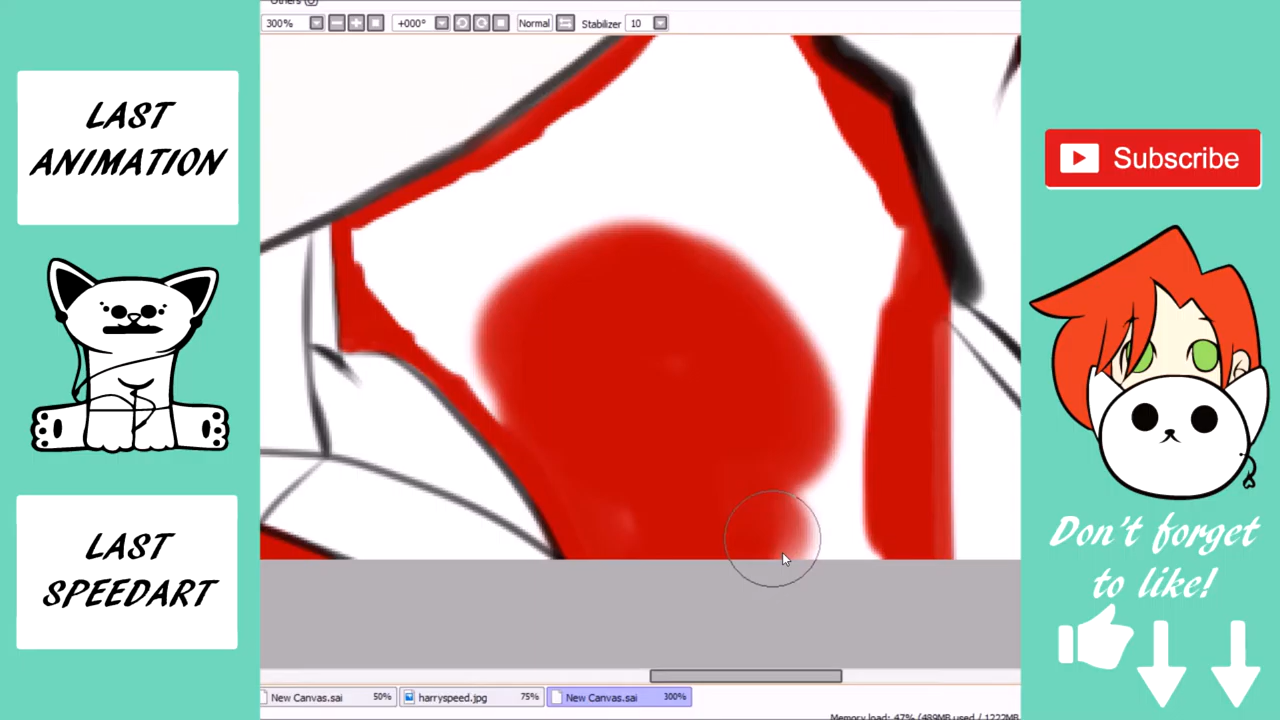 Others (O)
300%
+000°
Normal
Stabilizer 10
LAST
ANIMATION
Subscribe
LAST
SPEEDART
Don't forget
to like!
New Canvas.sai 50%
harryspeed.jpg 75%
New Canvas.sai 300%
Memory load: 47% (489MB used / 1222MB